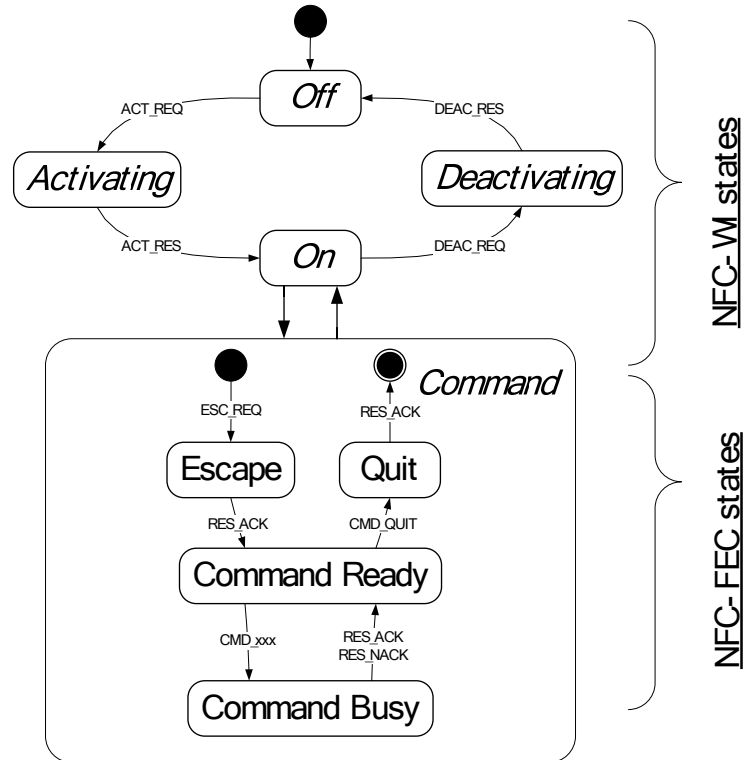 Off
ACT_REQ
DEAC_RES
Activating
Deactivating
ACT_RES
DEAC_REQ
On
NFC-WI states
Command
ESC_REQ
RES_ACK
Escape
Quit
RES_ACK
CMD_QUIT
Command Ready
CMD_xxx
RES_ACK
RES_NACK
Command Busy
NFC-FEC states